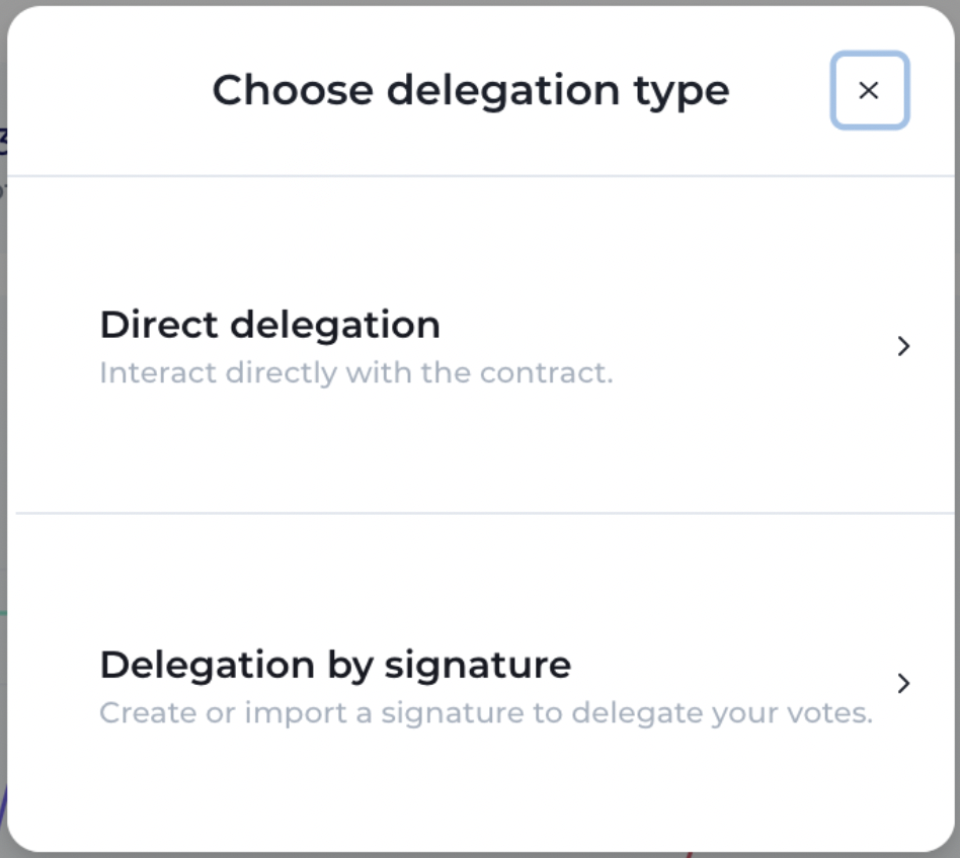 Choose delegation type
Direct delegation
Interact directly with the contract.
Delegation by signature
Create or import a signature to delegate your votes.